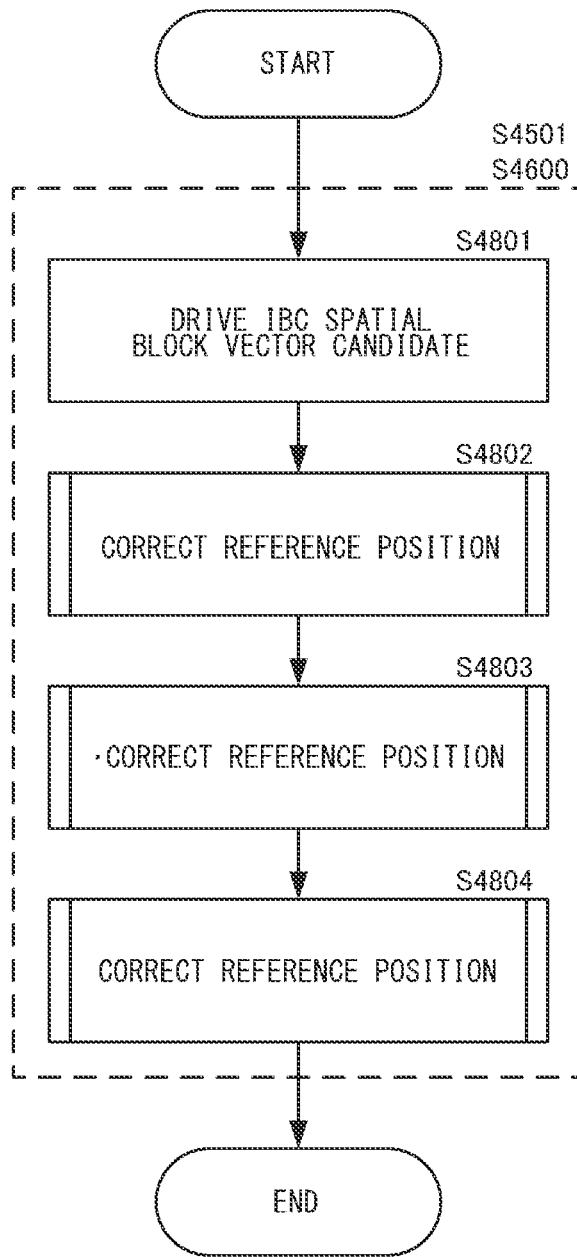 START
S4501
S4600
S4801
DRIVE IBC SPATIAL
BLOCK VECTOR CANDIDATE
S4802
CORRECT REFERENCE POSITION
S4803
·CORRECT REFERENCE POSITION
S4804
CORRECT REFERENCE POSITION
END